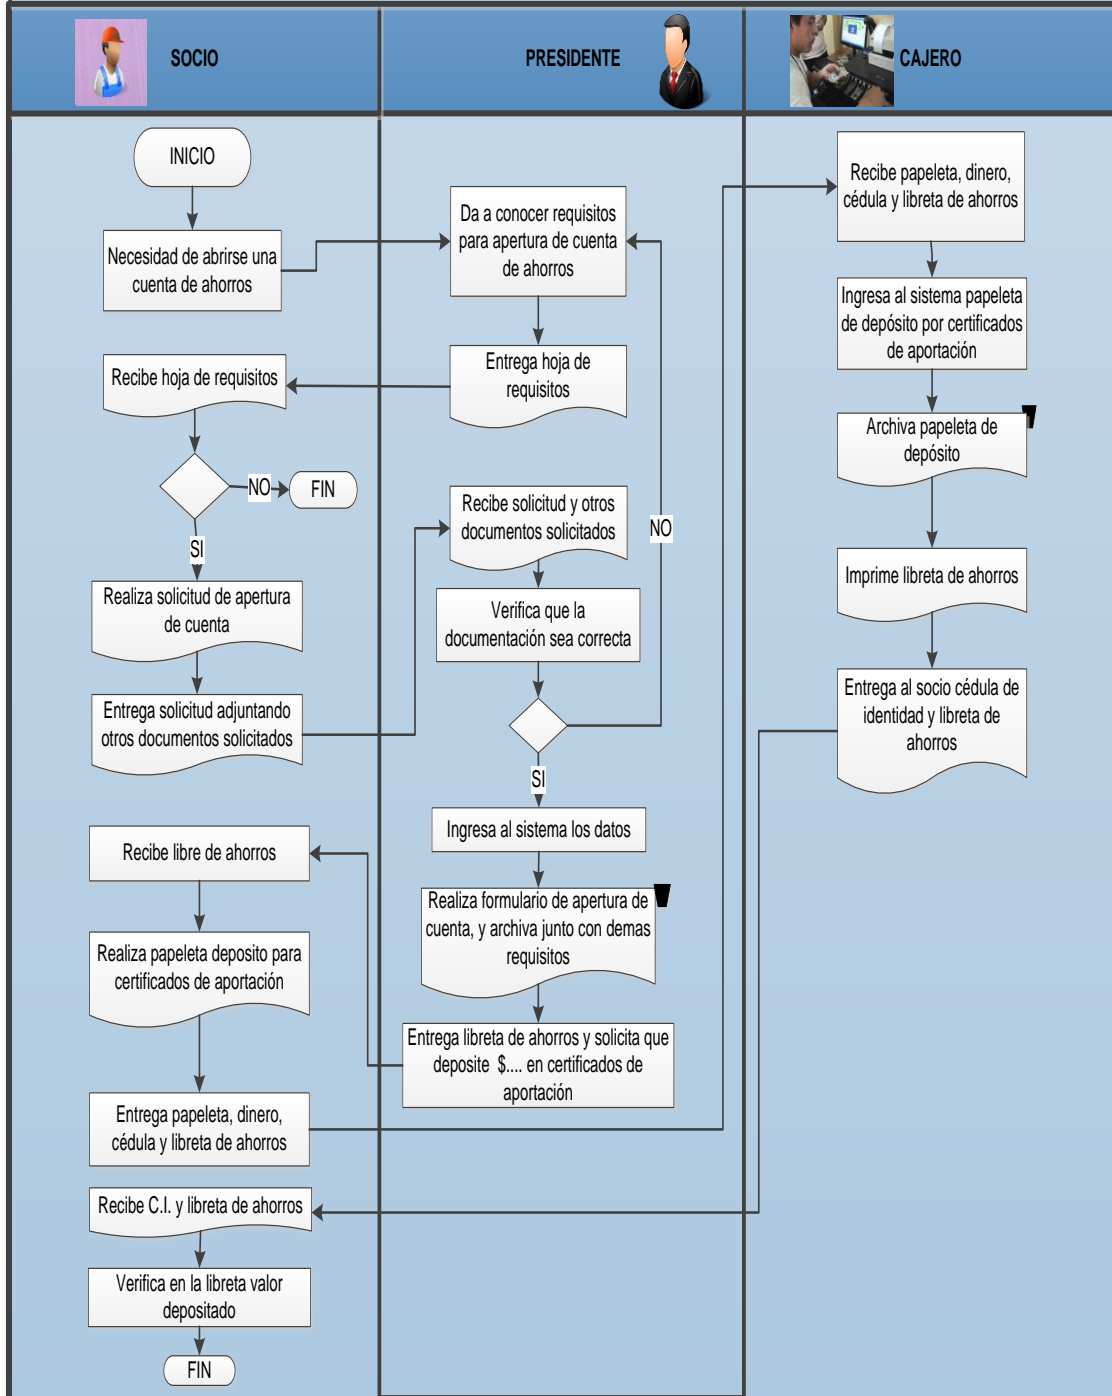 SOCIO
PRESIDENTE
CAJERO
INICIO
Necesidad de abrirse una
cuenta de ahorros
Da a conocer requisitos
para apertura de cuenta
de ahorros
Entrega hoja de
requisitos
Recibe hoja de requisitos
NO
FIN
SI
Realiza solicitud de apertura
de cuenta
Entrega solicitud adjuntando
otros documentos solicitados
Recibe solicitud y otros
documentos solicitados
Verifica que la
documentación sea correcta
NO
SI
Ingresa al sistema los datos
Realiza formulario de apertura de
cuenta, y archiva junto con demas
requisitos
Entrega libreta de ahorros y solicita que
deposite $.... en certificados de
aportación
Recibe libre de ahorros
Realiza papeleta deposito para
certificados de aportación
Entrega papeleta, dinero,
cédula y libreta de ahorros
Recibe papeleta, dinero,
cédula y libreta de ahorros
Ingresa al sistema papeleta
de depósito por certificados
de aportación
Archiva papeleta de
depósito
Imprime libreta de ahorros
Entrega al socio cédula de
identidad y libreta de
ahorros
Recibe C.I. y libreta de ahorros
Verifica en la libreta valor
depositado
FIN